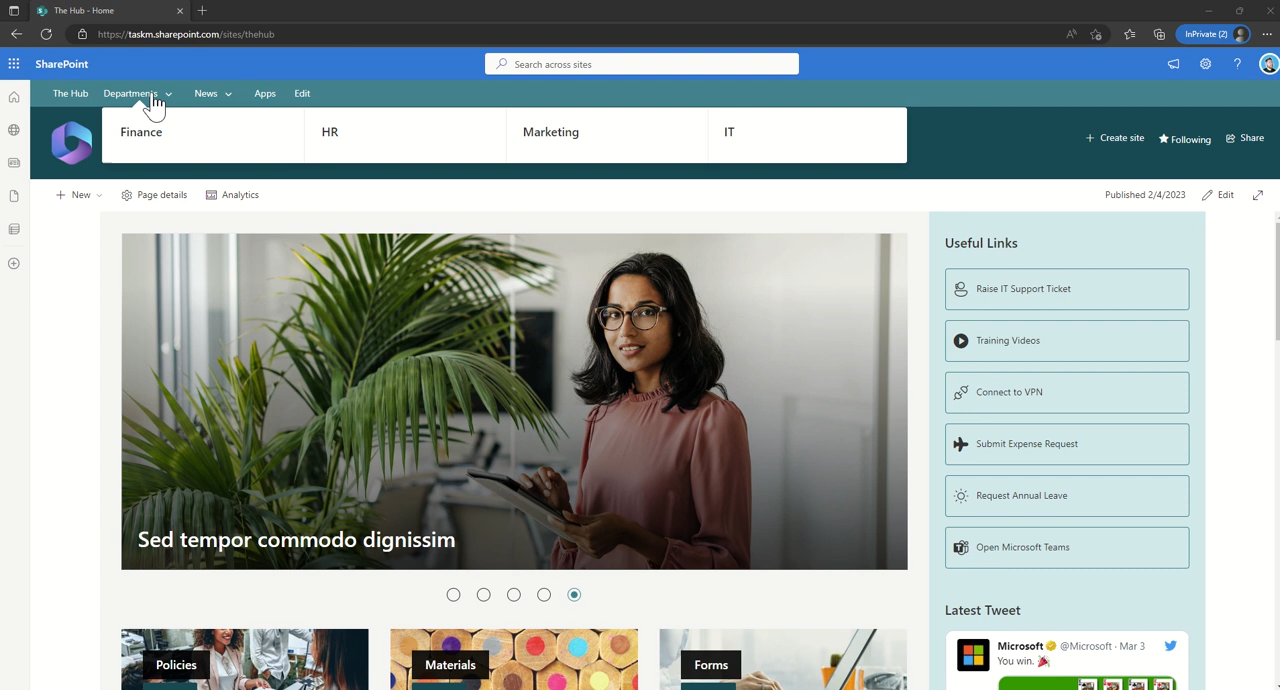 The Hub - Home
https://taskm.sharepoint.com/sites/thehub
InPrivate (2)
SharePoint
Search across sites
The Hub
Departments
News
Apps
Edit
Finance
HR
Marketing
IT
Create site
Following
Share
New
Page details
Analytics
Published 2/4/2023
Edit
Sed tempor commodo dignissim
Useful Links
Raise IT Support Ticket
Training Videos
Connect to VPN
Submit Expense Request
Request Annual Leave
Open Microsoft Teams
Latest Tweet
Microsoft @Microsoft · Mar 3
You win.
Policies
Materials
Forms